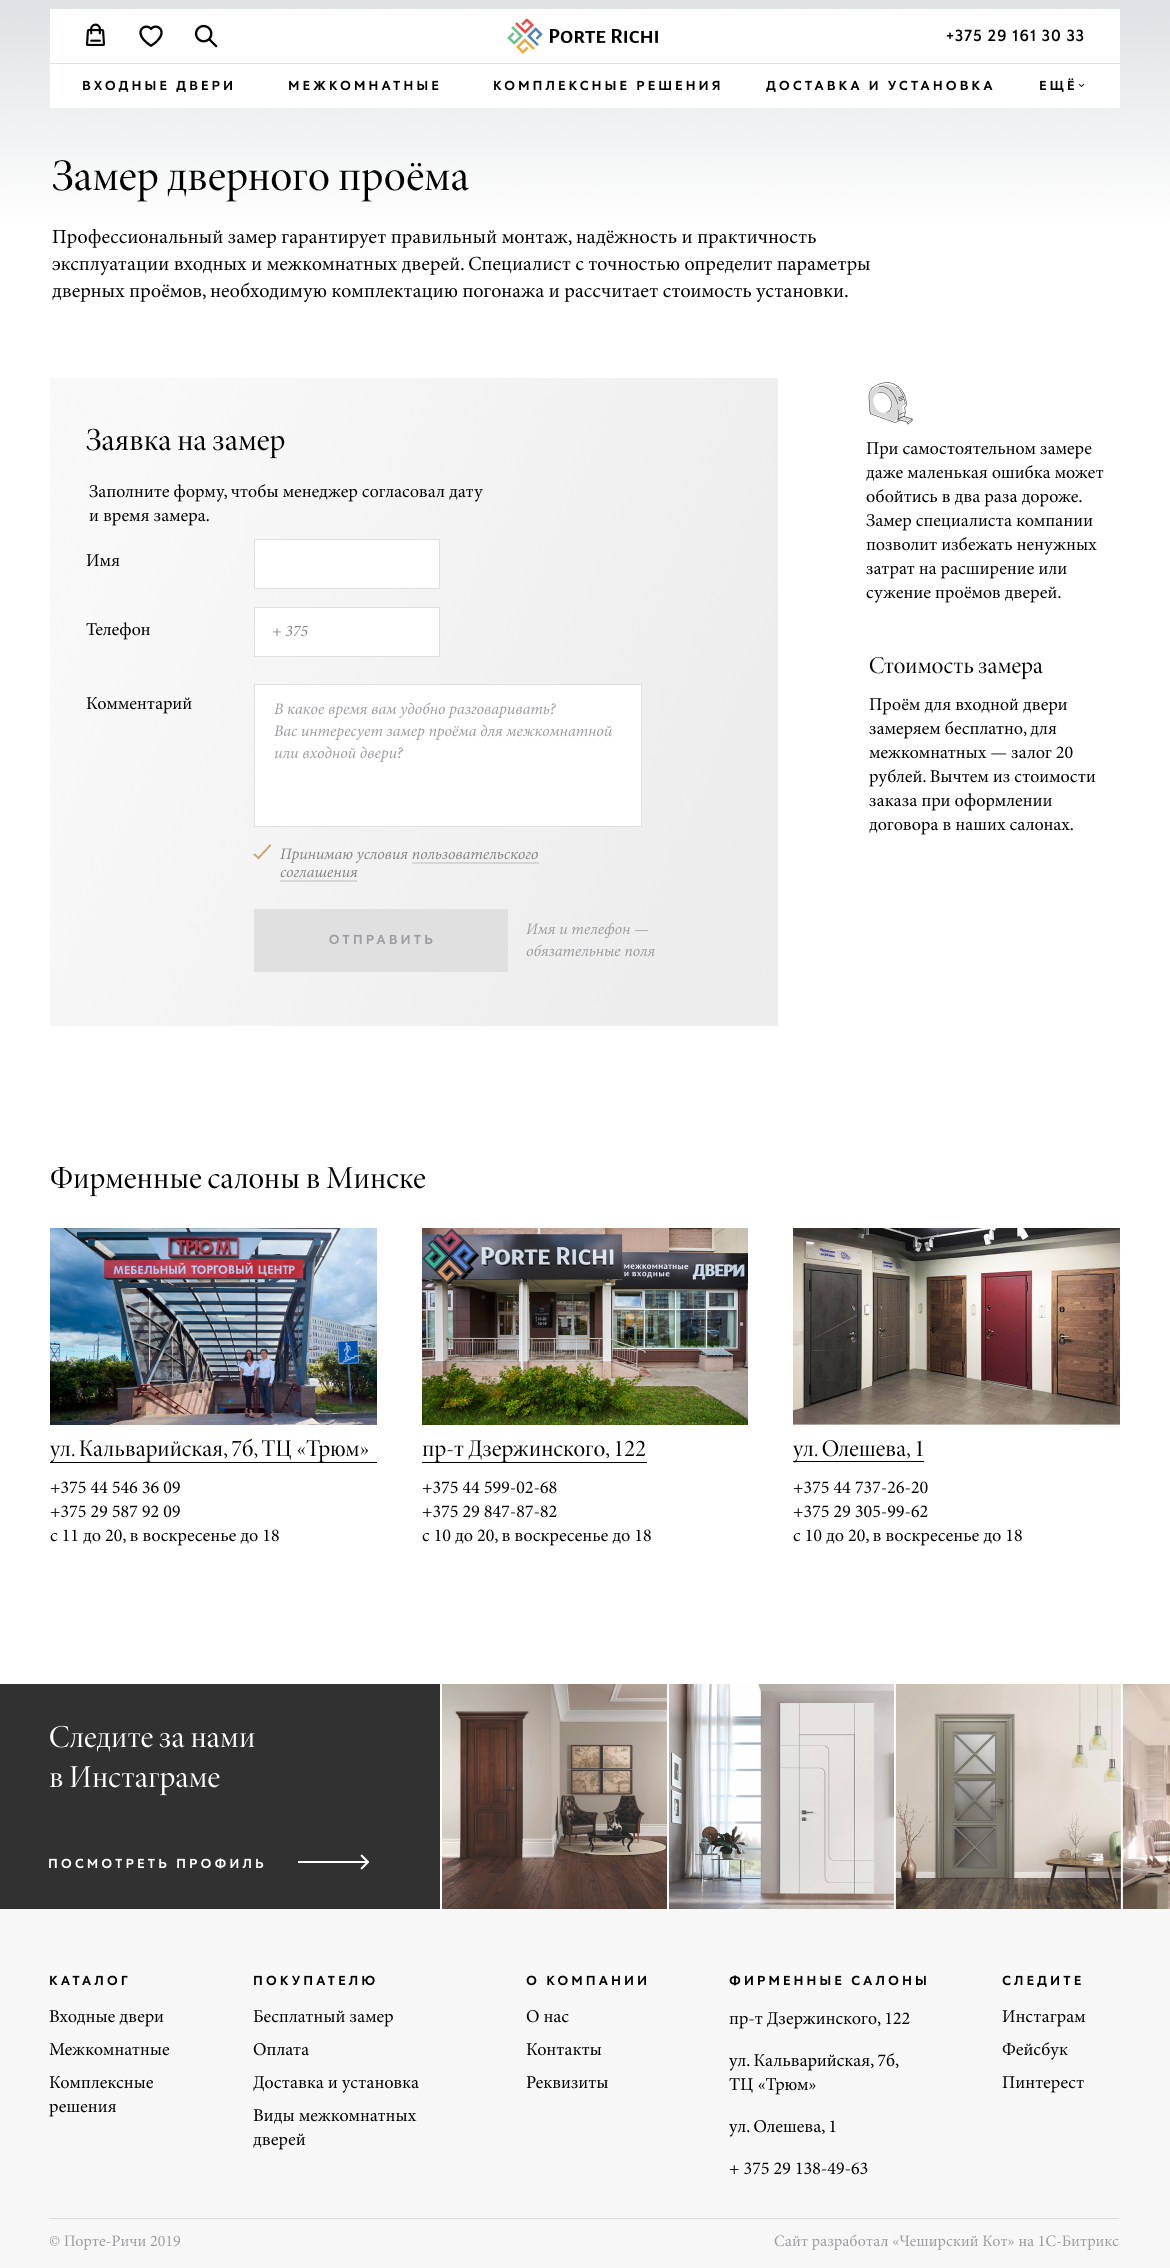 PORTE RICHI
+375 29 161 30 33
ВХОДНЫЕ ДВЕРИ МЕЖКОМНАТНЫЕ КОМПЛЕКСНЫЕ РЕШЕНИЯ ДОСТАВКА И УСТАНОВКА ЕЩЁ
Замер дверного проёма
Профессиональный замер гарантирует правильный монтаж, надёжность и практичность
эксплуатации входных и межкомнатных дверей. Специалист с точностью определит параметры
дверных проёмов, необходимую комплектацию погонажа и рассчитает стоимость установки.
Заявка на замер
Заполните форму, чтобы менеджер согласовал дату
и время замера.
Имя
Телефон
+ 375
Комментарий
В какое время вам удобно разговаривать?
Вас интересует замер проёма для межкомнатной
или входной двери?
Принимаю условия пользовательского
соглашения
ОТПРАВИТЬ
Имя и телефон —
обязательные поля
При самостоятельном замере
даже маленькая ошибка может
обойтись в два раза дороже.
Замер специалиста компании
позволит избежать ненужных
затрат на расширение или
сужение проёмов дверей.
Стоимость замера
Проём для входной двери
замеряем бесплатно, для
межкомнатных — залог 20
рублей. Вычтем из стоимости
заказа при оформлении
договора в наших салонах.
Фирменные салоны в Минске
ТРЮМ
МЕБЕЛЬНЫЙ ТОРГОВЫЙ ЦЕНТР
PORTE RICHI
межкомнатные
и входные
ДВЕРИ
ул. Кальварийская, 7б, ТЦ «Трюм»
+375 44 546 36 09
+375 29 587 92 09
с 11 до 20, в воскресенье до 18
пр-т Дзержинского, 122
+375 44 599-02-68
+375 29 847-87-82
с 10 до 20, в воскресенье до 18
ул. Олешева, 1
+375 44 737-26-20
+375 29 305-99-62
с 10 до 20, в воскресенье до 18
Следите за нами
в Инстаграме
ПОСМОТРЕТЬ ПРОФИЛЬ
КАТАЛОГ
Входные двери
Межкомнатные
Комплексные
решения
ПОКУПАТЕЛЮ
Бесплатный замер
Оплата
Доставка и установка
Виды межкомнатных
дверей
О КОМПАНИИ
О нас
Контакты
Реквизиты
ФИРМЕННЫЕ САЛОНЫ
пр-т Дзержинского, 122
ул. Кальварийская, 7б,
ТЦ «Трюм»
ул. Олешева, 1
+ 375 29 138-49-63
СЛЕДИТЕ
Инстаграм
Фейсбук
Пинтерест
© Порте-Ричи 2019
Сайт разработал «Чеширский Кот» на 1С-Битрикс